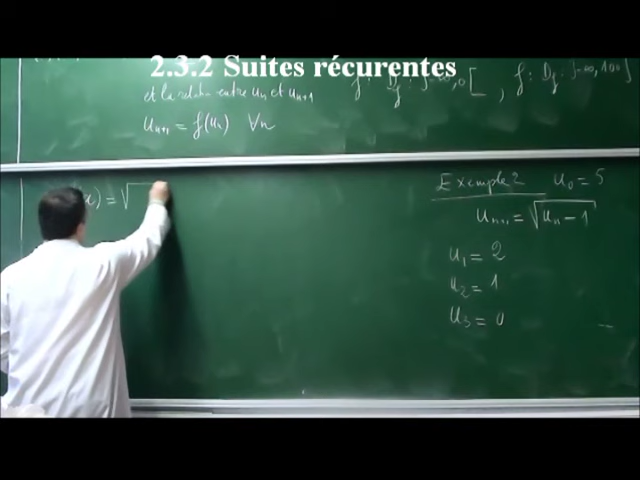 2.3.2 Suites récurentes
et la relation entre uₙ et uₙ₊₁
uₙ₊₁ = f(uₙ) ∀n
x) = √
Exemple 2 u₀ = 5
uₙ₊₁ = √(uₙ - 1)
u₁ = 2
u₂ = 1
u₃ = 0